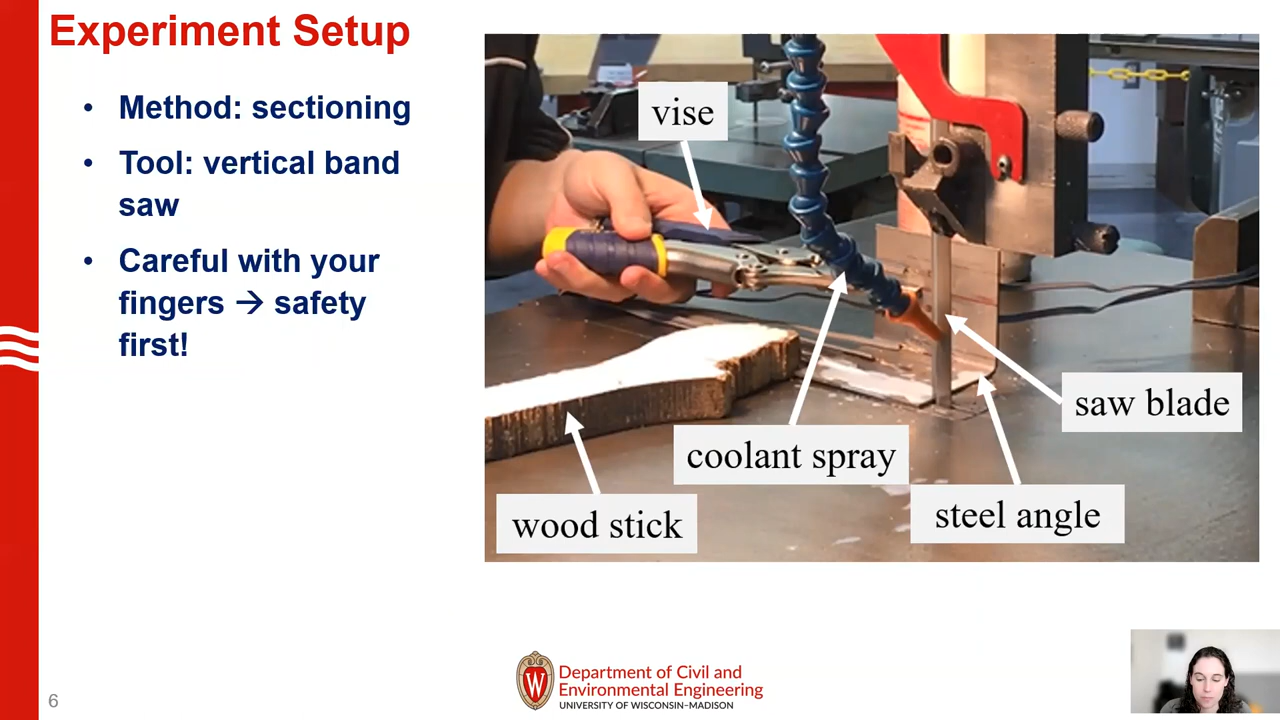 Experiment Setup
• Method: sectioning
• Tool: vertical band
saw
• Careful with your
fingers → safety
first!
vise
saw blade
coolant spray
steel angle
wood stick
W
Department of Civil and
Environmental Engineering
UNIVERSITY OF WISCONSIN–MADISON
6